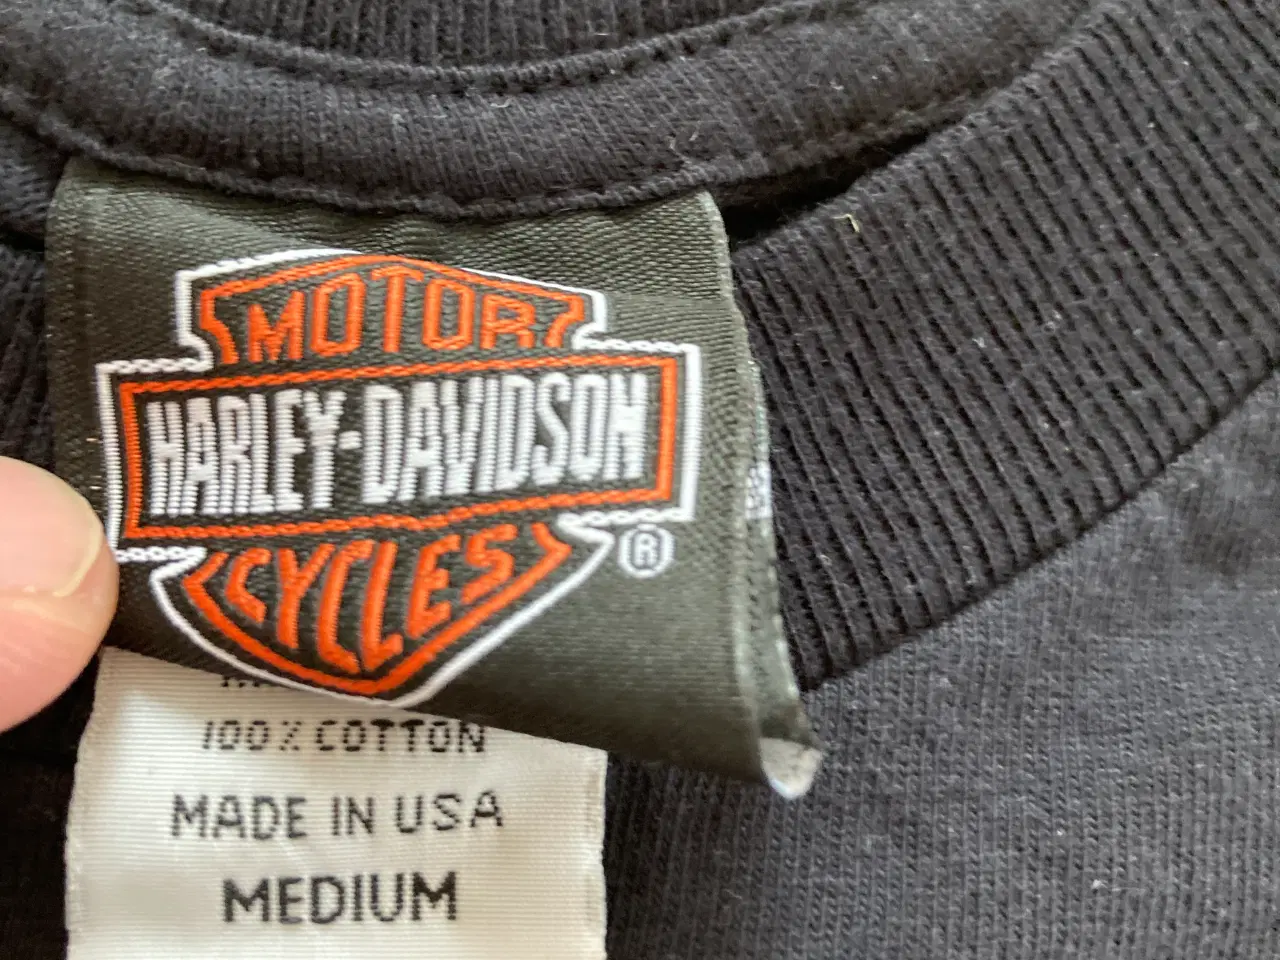 MOTOR
HARLEY-DAVIDSON
CYCLES
®
100% COTTON
MADE IN USA
MEDIUM